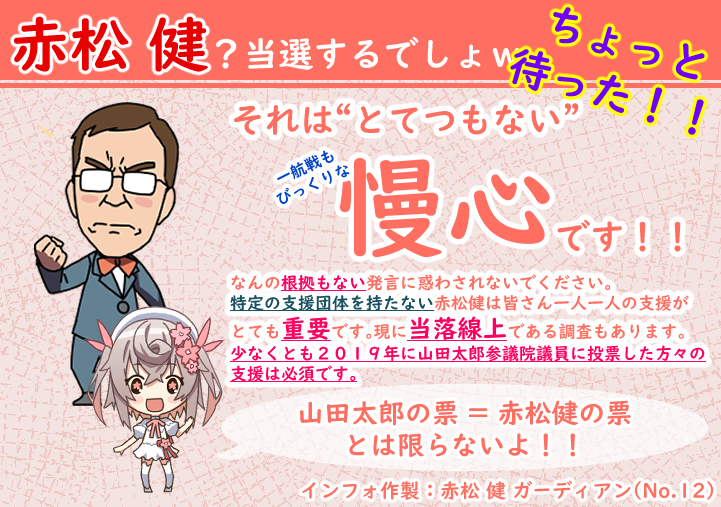 赤松 健？当選するでしょｗ
ちょっと
待った！！
それは“とてつもない”
一航戦も
びっくりな
慢心です！！
なんの根拠もない発言に惑わされないでください。
特定の支援団体を持たない赤松健は皆さん一人一人の支援が
とても重要です。現に当落線上である調査もあります。
少なくとも２０１９年に山田太郎参議院議員に投票した方々の
支援は必須です。
山田太郎の票 ＝ 赤松健の票
とは限らないよ！！
インフォ作製：赤松 健 ガーディアン(No.12)